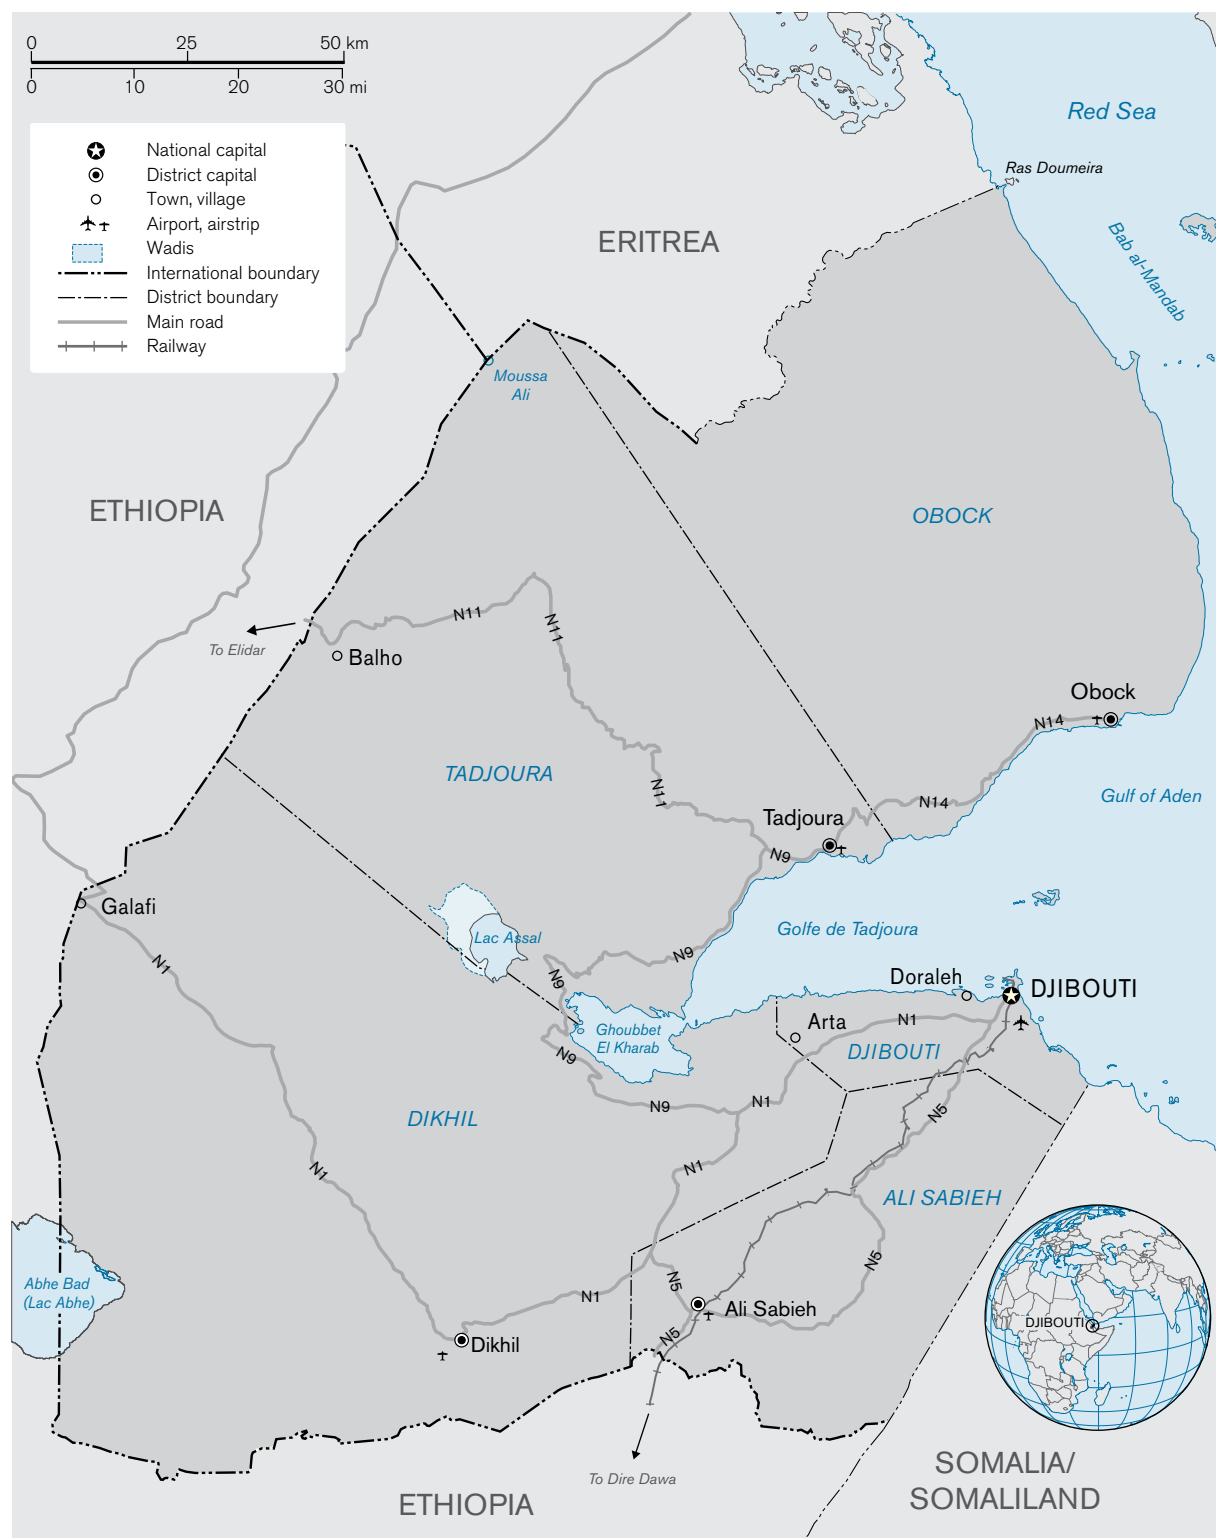 0 25 50 km
0 10 20 30 mi
National capital
District capital
Town, village
Airport, airstrip
Wadis
International boundary
District boundary
Main road
Railway
Red Sea
Ras Doumeira
ERITREA
Bab al-Mandab
Moussa
Ali
ETHIOPIA
OBOCK
N11
N11
To Elidar
Balho
Obock
N14
TADJOURA
N11
Gulf of Aden
N14
Tadjoura
N9
Galafi
Golfe de Tadjoura
Lac Assal
N9
N1
N9
Doraleh
DJIBOUTI
Arta
N1
Ghoubbet
El Kharab
DJIBOUTI
N9
N9
N1
N5
DIKHIL
N1
N1
ALI SABIEH
N5
Abhe Bad
(Lac Abhe)
N5
N1
Ali Sabieh
DJIBOUTI
N5
Dikhil
To Dire Dawa
SOMALIA/
SOMALILAND
ETHIOPIA